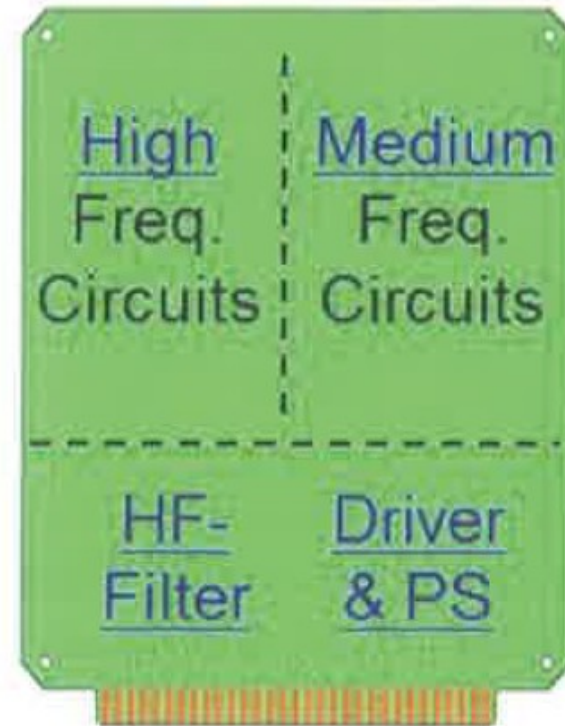 High
Freq.
Circuits
Medium
Freq.
Circuits
HF-
Filter
Driver
& PS